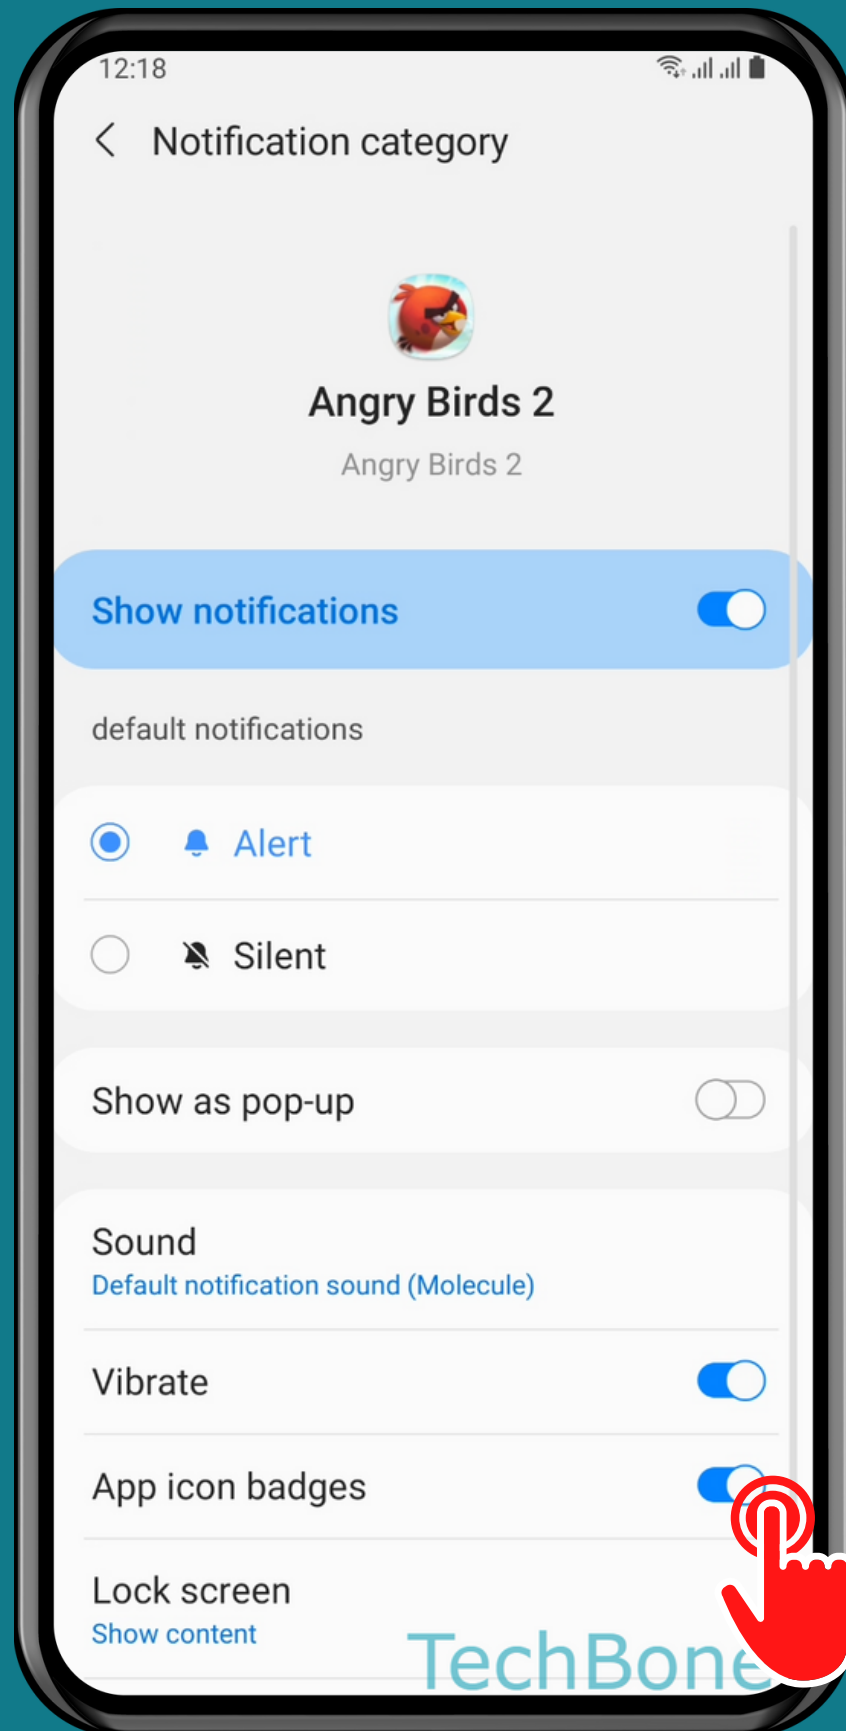 12:18
Notification category
Angry Birds 2
Angry Birds 2
Show notifications
default notifications
Alert
Silent
Show as pop-up
Sound
Default notification sound (Molecule)
Vibrate
App icon badges
Lock screen
Show content
TechBone